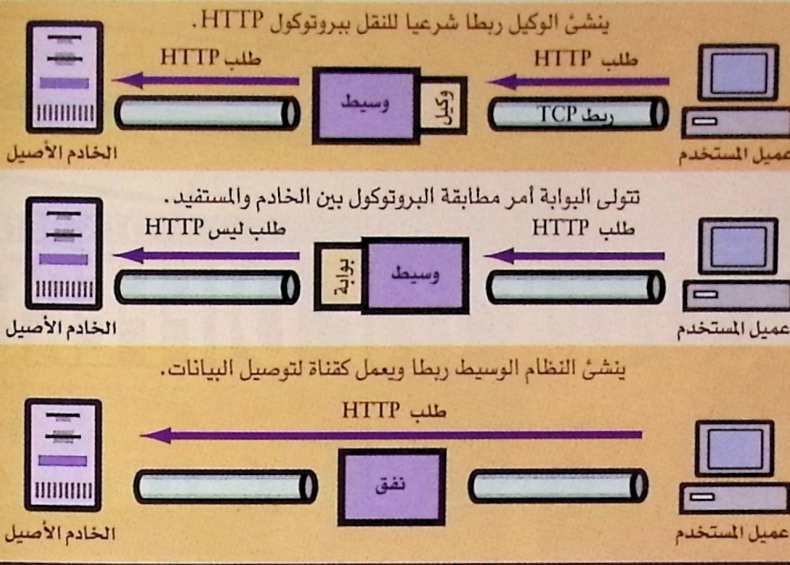 ينشئ الوكيل ربطا شرعيا للنقل ببروتوكول HTTP.
طلب HTTP
طلب HTTP
وكيل
وسيط
ربط TCP
عميل المستخدم
الخادم الأصيل
تتولى البوابة أمر مطابقة البروتوكول بين الخادم والمستفيد.
طلب HTTP
طلب ليس HTTP
وسيط
بوابة
عميل المستخدم
الخادم الأصيل
ينشئ النظام الوسيط ربطا ويعمل كقناة لتوصيل البيانات.
طلب HTTP
نفق
عميل المستخدم
الخادم الأصيل